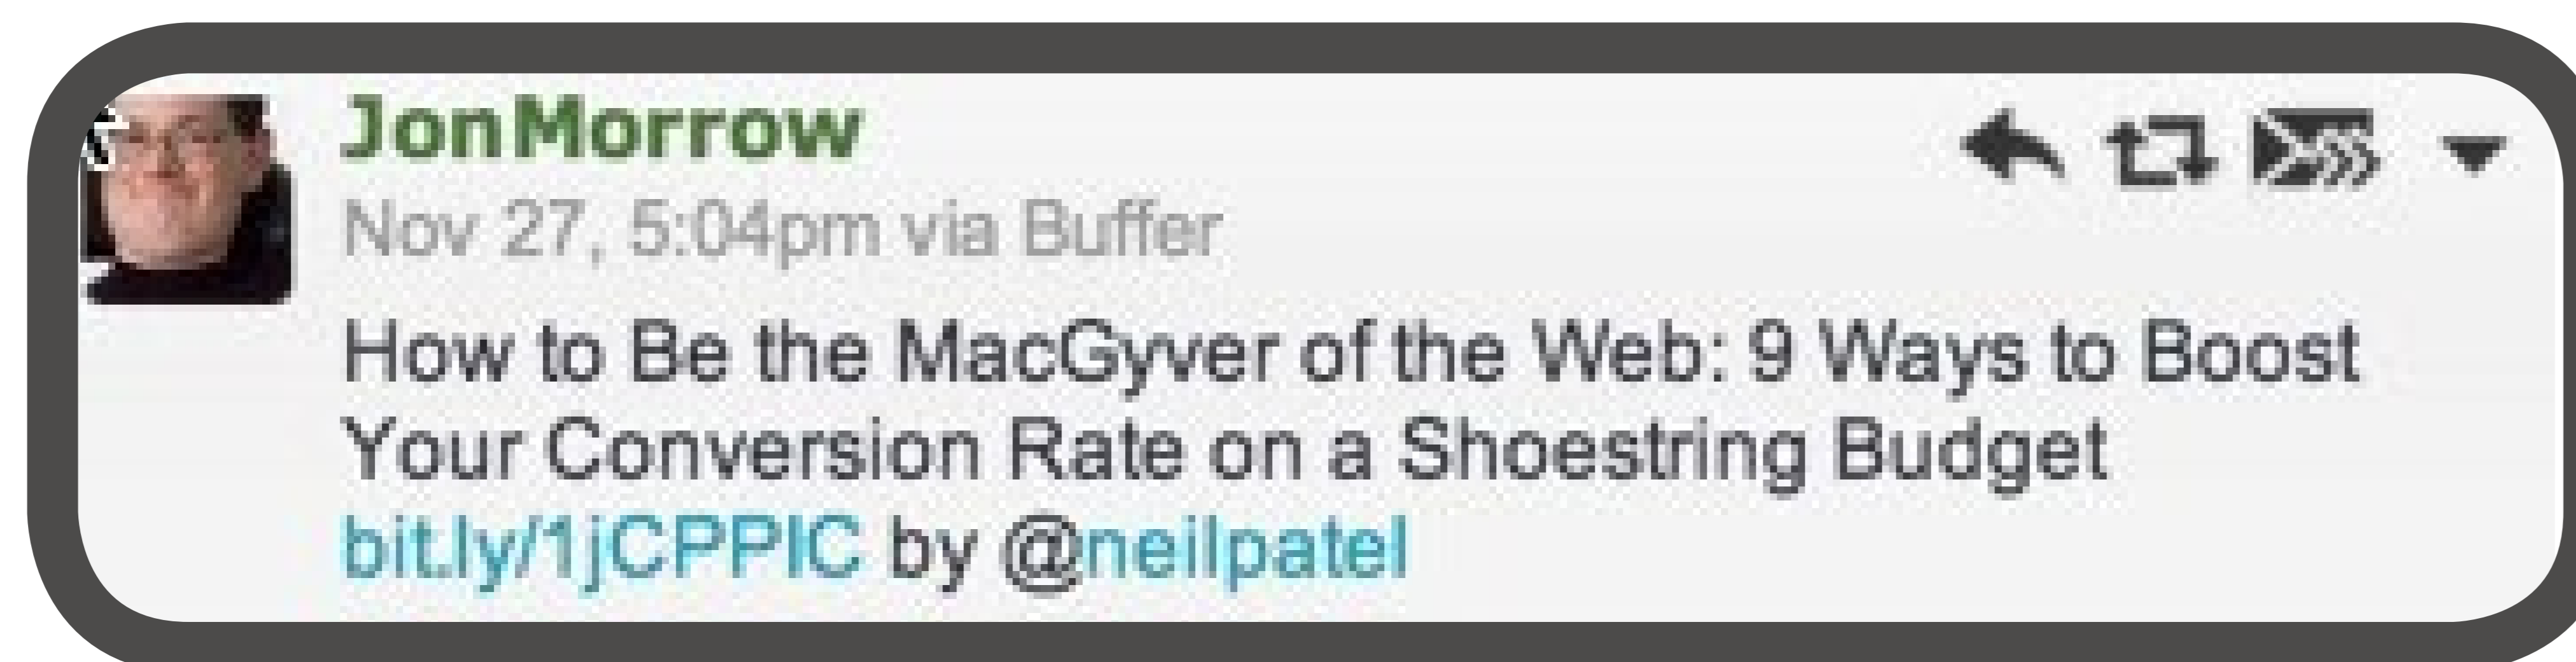 JonMorrow
Nov 27, 5:04pm via Buffer
How to Be the MacGyver of the Web: 9 Ways to Boost
Your Conversion Rate on a Shoestring Budget
bit.ly/1jCPPIC by @neilpatel